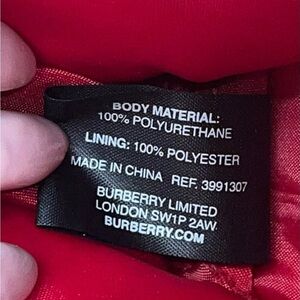 BODY MATERIAL:
100% POLYURETHANE
LINING: 100% POLYESTER
MADE IN CHINA REF. 3991307
BURBERRY LIMITED
LONDON SW1P 2AW
BURBERRY.COM